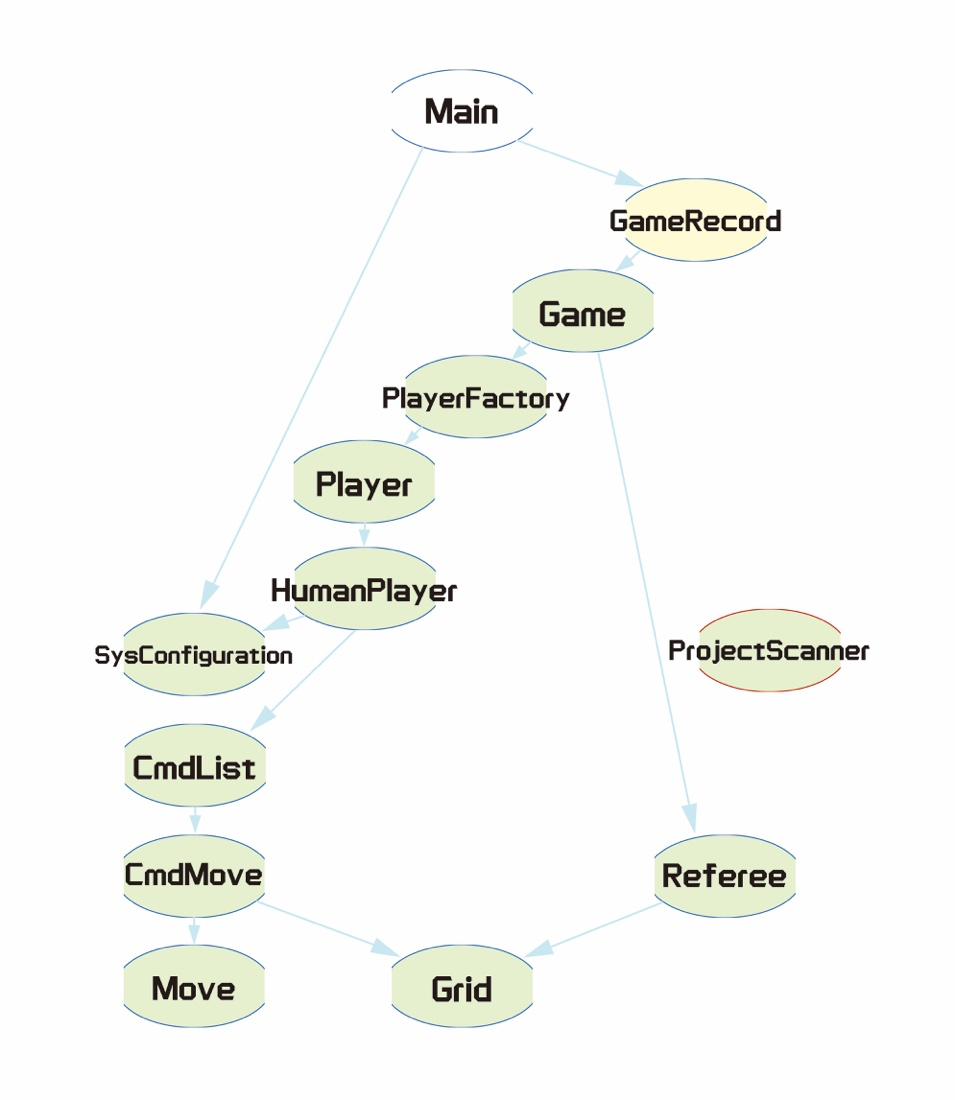 Main
GameRecord
Game
PlayerFactory
Player
HumanPlayer
SysConfiguration
ProjectScanner
CmdList
CmdMove
Referee
Move
Grid